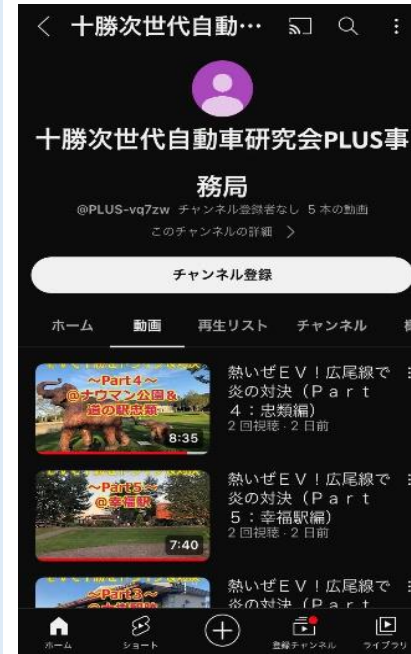 十勝次世代自動…
十勝次世代自動車研究会PLUS事
務局
@PLUS-vq7zw チャンネル登録者なし 5 本の動画
このチャンネルの詳細
チャンネル登録
ホーム 動画 再生リスト チャンネル
～Part4～
@ナウマン公園&
道の駅忠類
8:35
熱いぜEV！広尾線で
炎の対決（Part
4：忠類編）
2 回視聴・2 日前
～Part5～
@幸福駅
7:40
熱いぜEV！広尾線で
炎の対決（Part
5：幸福駅編）
2 回視聴・2 日前
～Part3～
熱いぜEV！広尾線で
炎の対決（Part
ホーム ショート 登録チャンネル ライブラリ